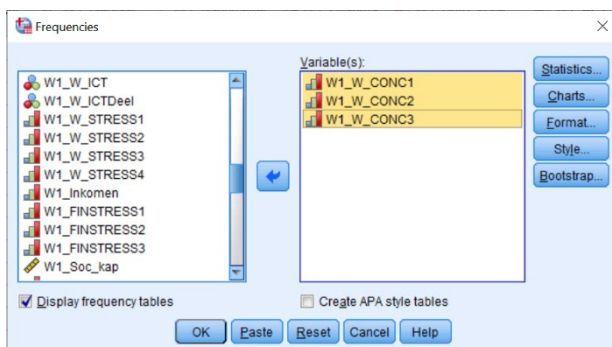 Frequencies
W1_W_ICT
W1_W_ICTDeel
W1_W_STRESS1
W1_W_STRESS2
W1_W_STRESS3
W1_W_STRESS4
W1_Inkomen
W1_FINSTRESS1
W1_FINSTRESS2
W1_FINSTRESS3
W1_Soc_kap
Variable(s):
W1_W_CONC1
W1_W_CONC2
W1_W_CONC3
Statistics...
Charts...
Format...
Style...
Bootstrap...
Display frequency tables
Create APA style tables
OK Paste Reset Cancel Help